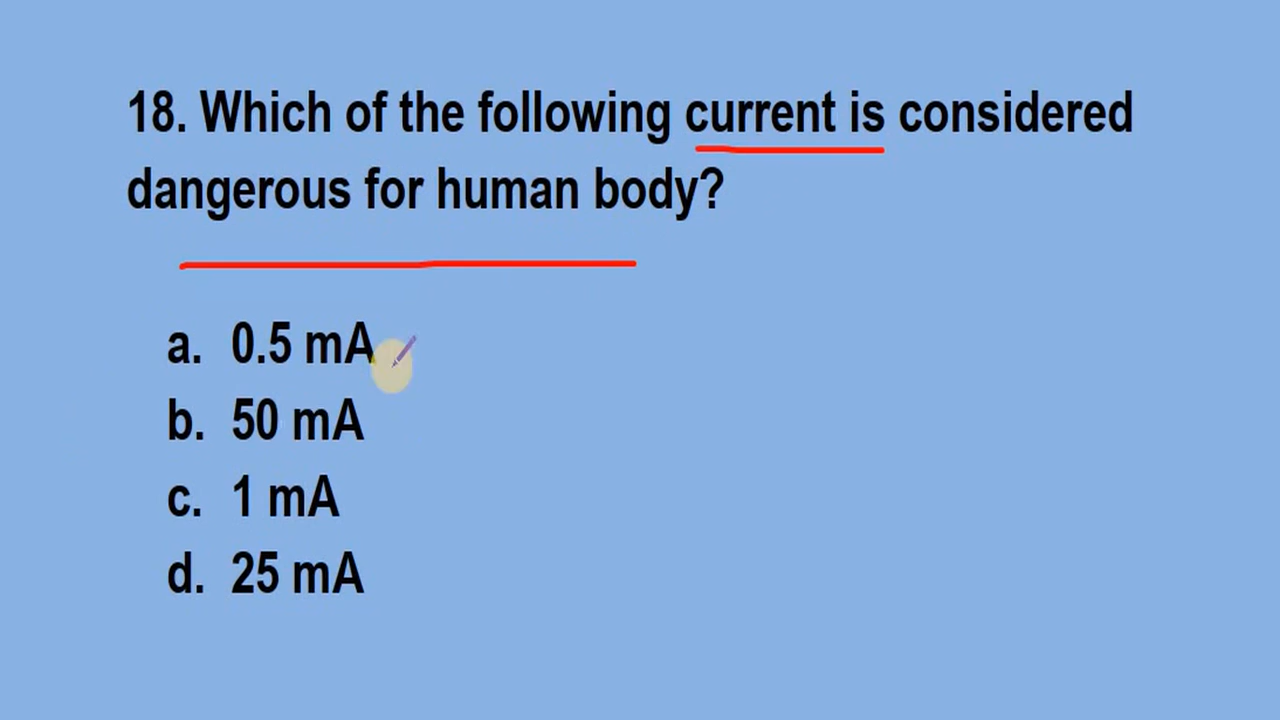 18. Which of the following current is considered
dangerous for human body?
a. 0.5 mA
b. 50 mA
c. 1 mA
d. 25 mA